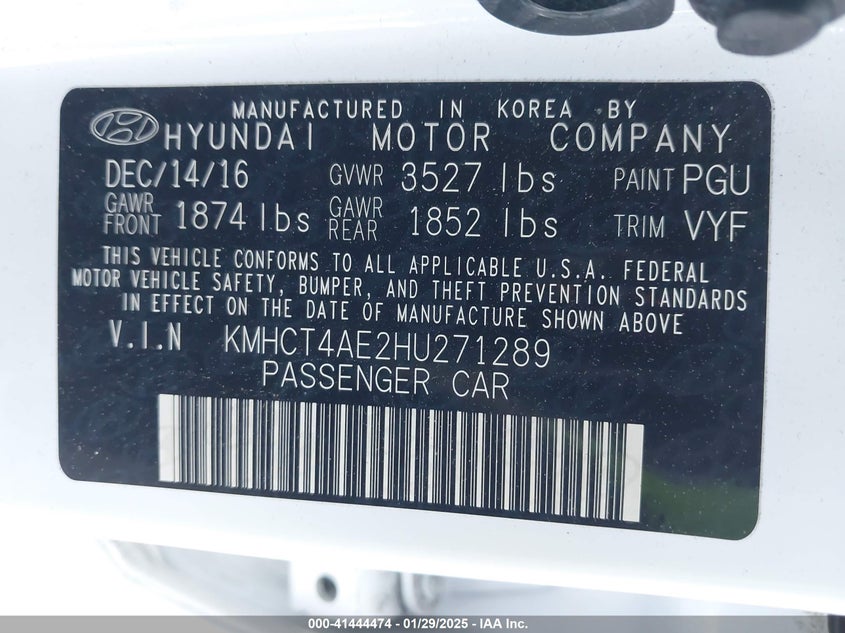 MANUFACTURED IN KOREA BY
HYUNDAI MOTOR COMPANY
DEC/14/16 GVWR 3527 lbs PAINT PGU
GAWR FRONT 1874 lbs GAWR REAR 1852 lbs TRIM VYF
THIS VEHICLE CONFORMS TO ALL APPLICABLE U.S.A. FEDERAL
MOTOR VEHICLE SAFETY, BUMPER, AND THEFT PREVENTION STANDARDS
IN EFFECT ON THE DATE OF MANUFACTURE SHOWN ABOVE
V.I.N KMHCT4AE2HU271289
PASSENGER CAR
000-41444474 | 01/29/2025 | IAA Inc.